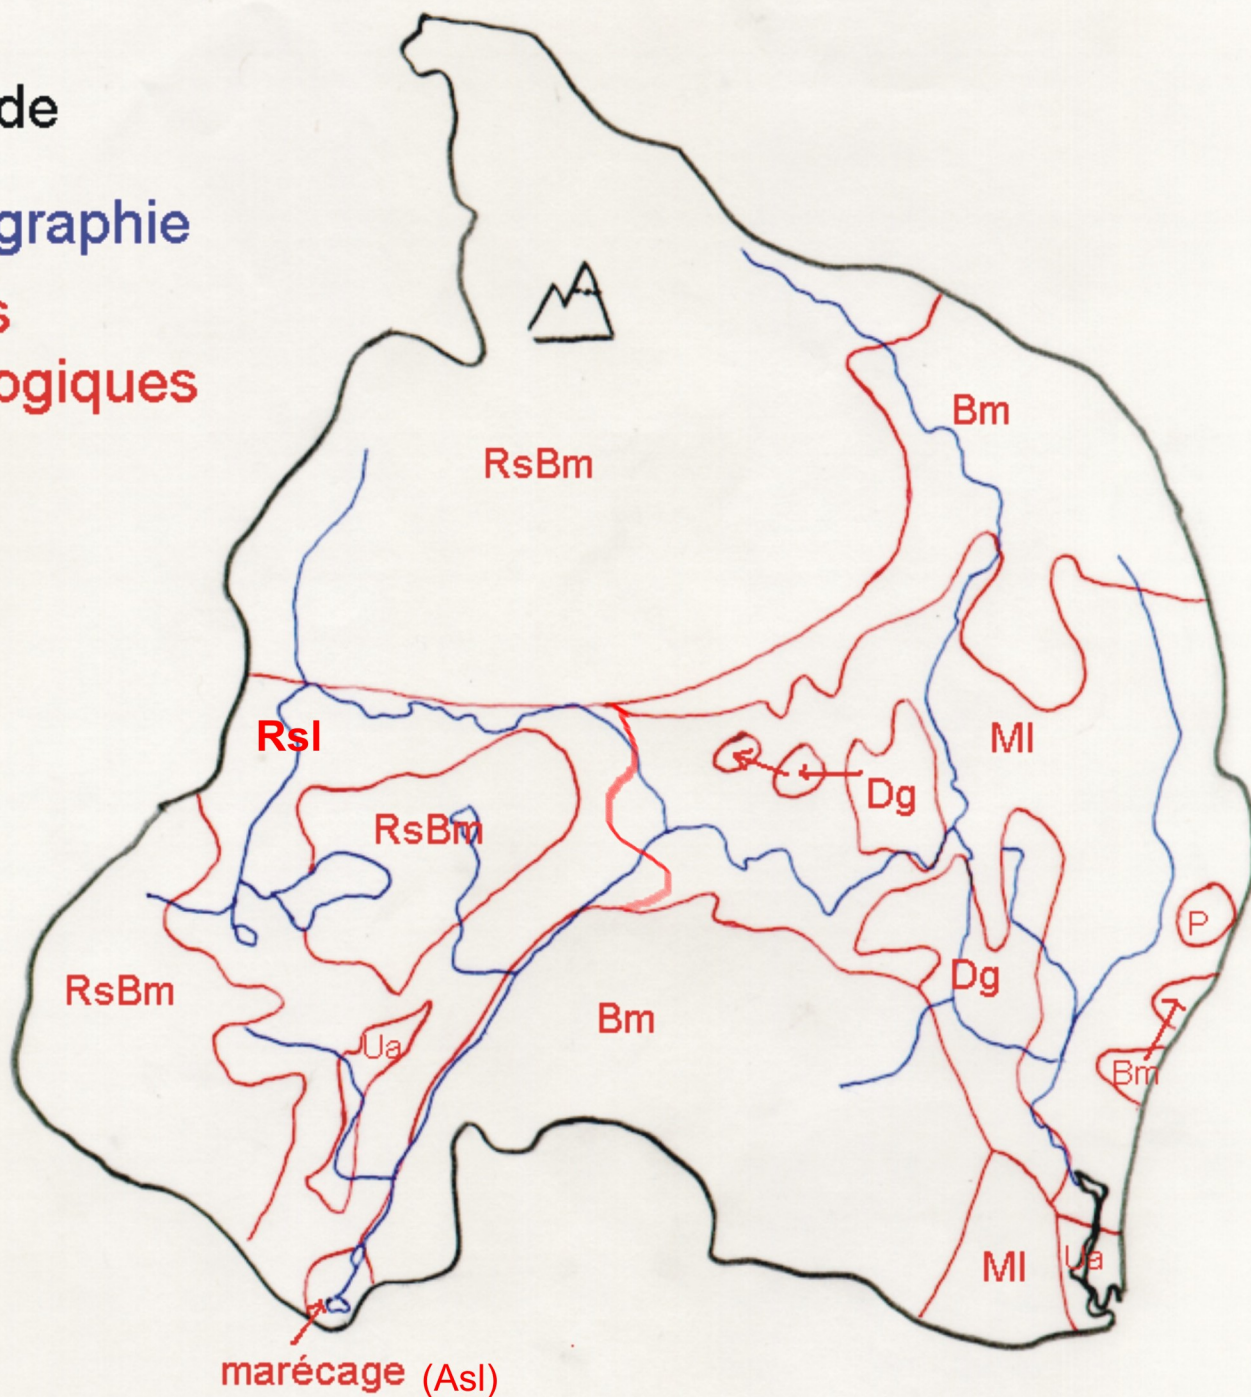 de
graphie
s
ogiques
Bm
RsBm
Rsl
Ml
Dg
RsBm
P
Dg
RsBm
Bm
Ua
Bm
Ml
Ua
marécage (Asl)